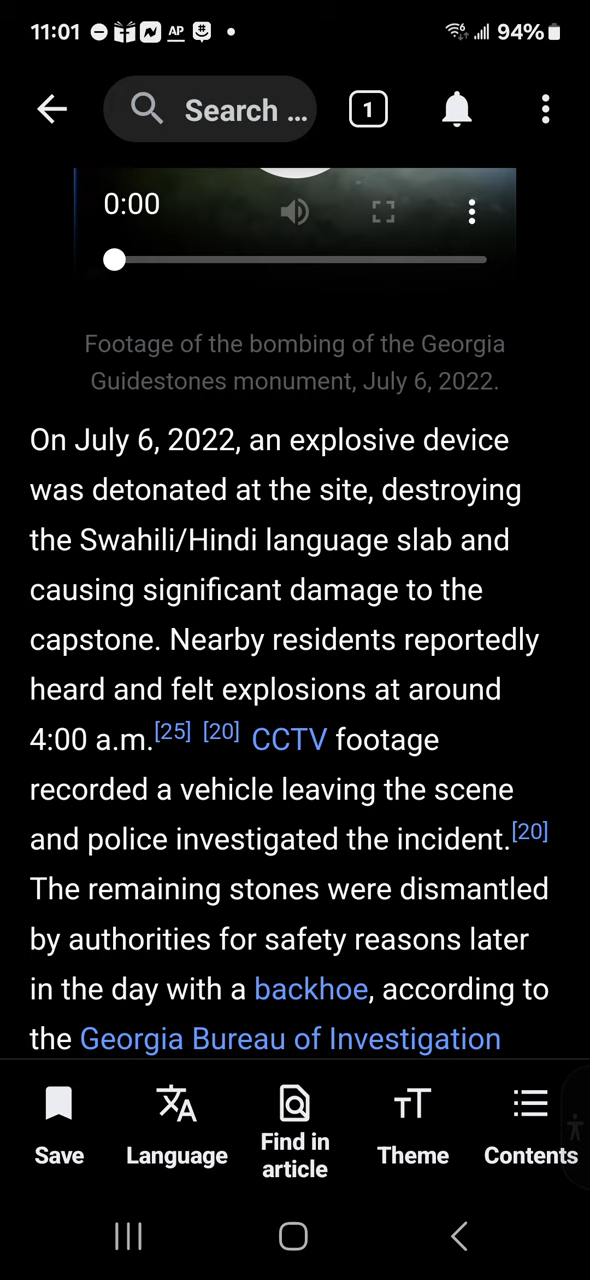 11:01 AP 6 94%
Search ... 1
0:00
Footage of the bombing of the Georgia
Guidestones monument, July 6, 2022.
On July 6, 2022, an explosive device
was detonated at the site, destroying
the Swahili/Hindi language slab and
causing significant damage to the
capstone. Nearby residents reportedly
heard and felt explosions at around
4:00 a.m.[25] [20] CCTV footage
recorded a vehicle leaving the scene
and police investigated the incident.[20]
The remaining stones were dismantled
by authorities for safety reasons later
in the day with a backhoe, according to
the Georgia Bureau of Investigation
Save Language Find in article Theme Contents